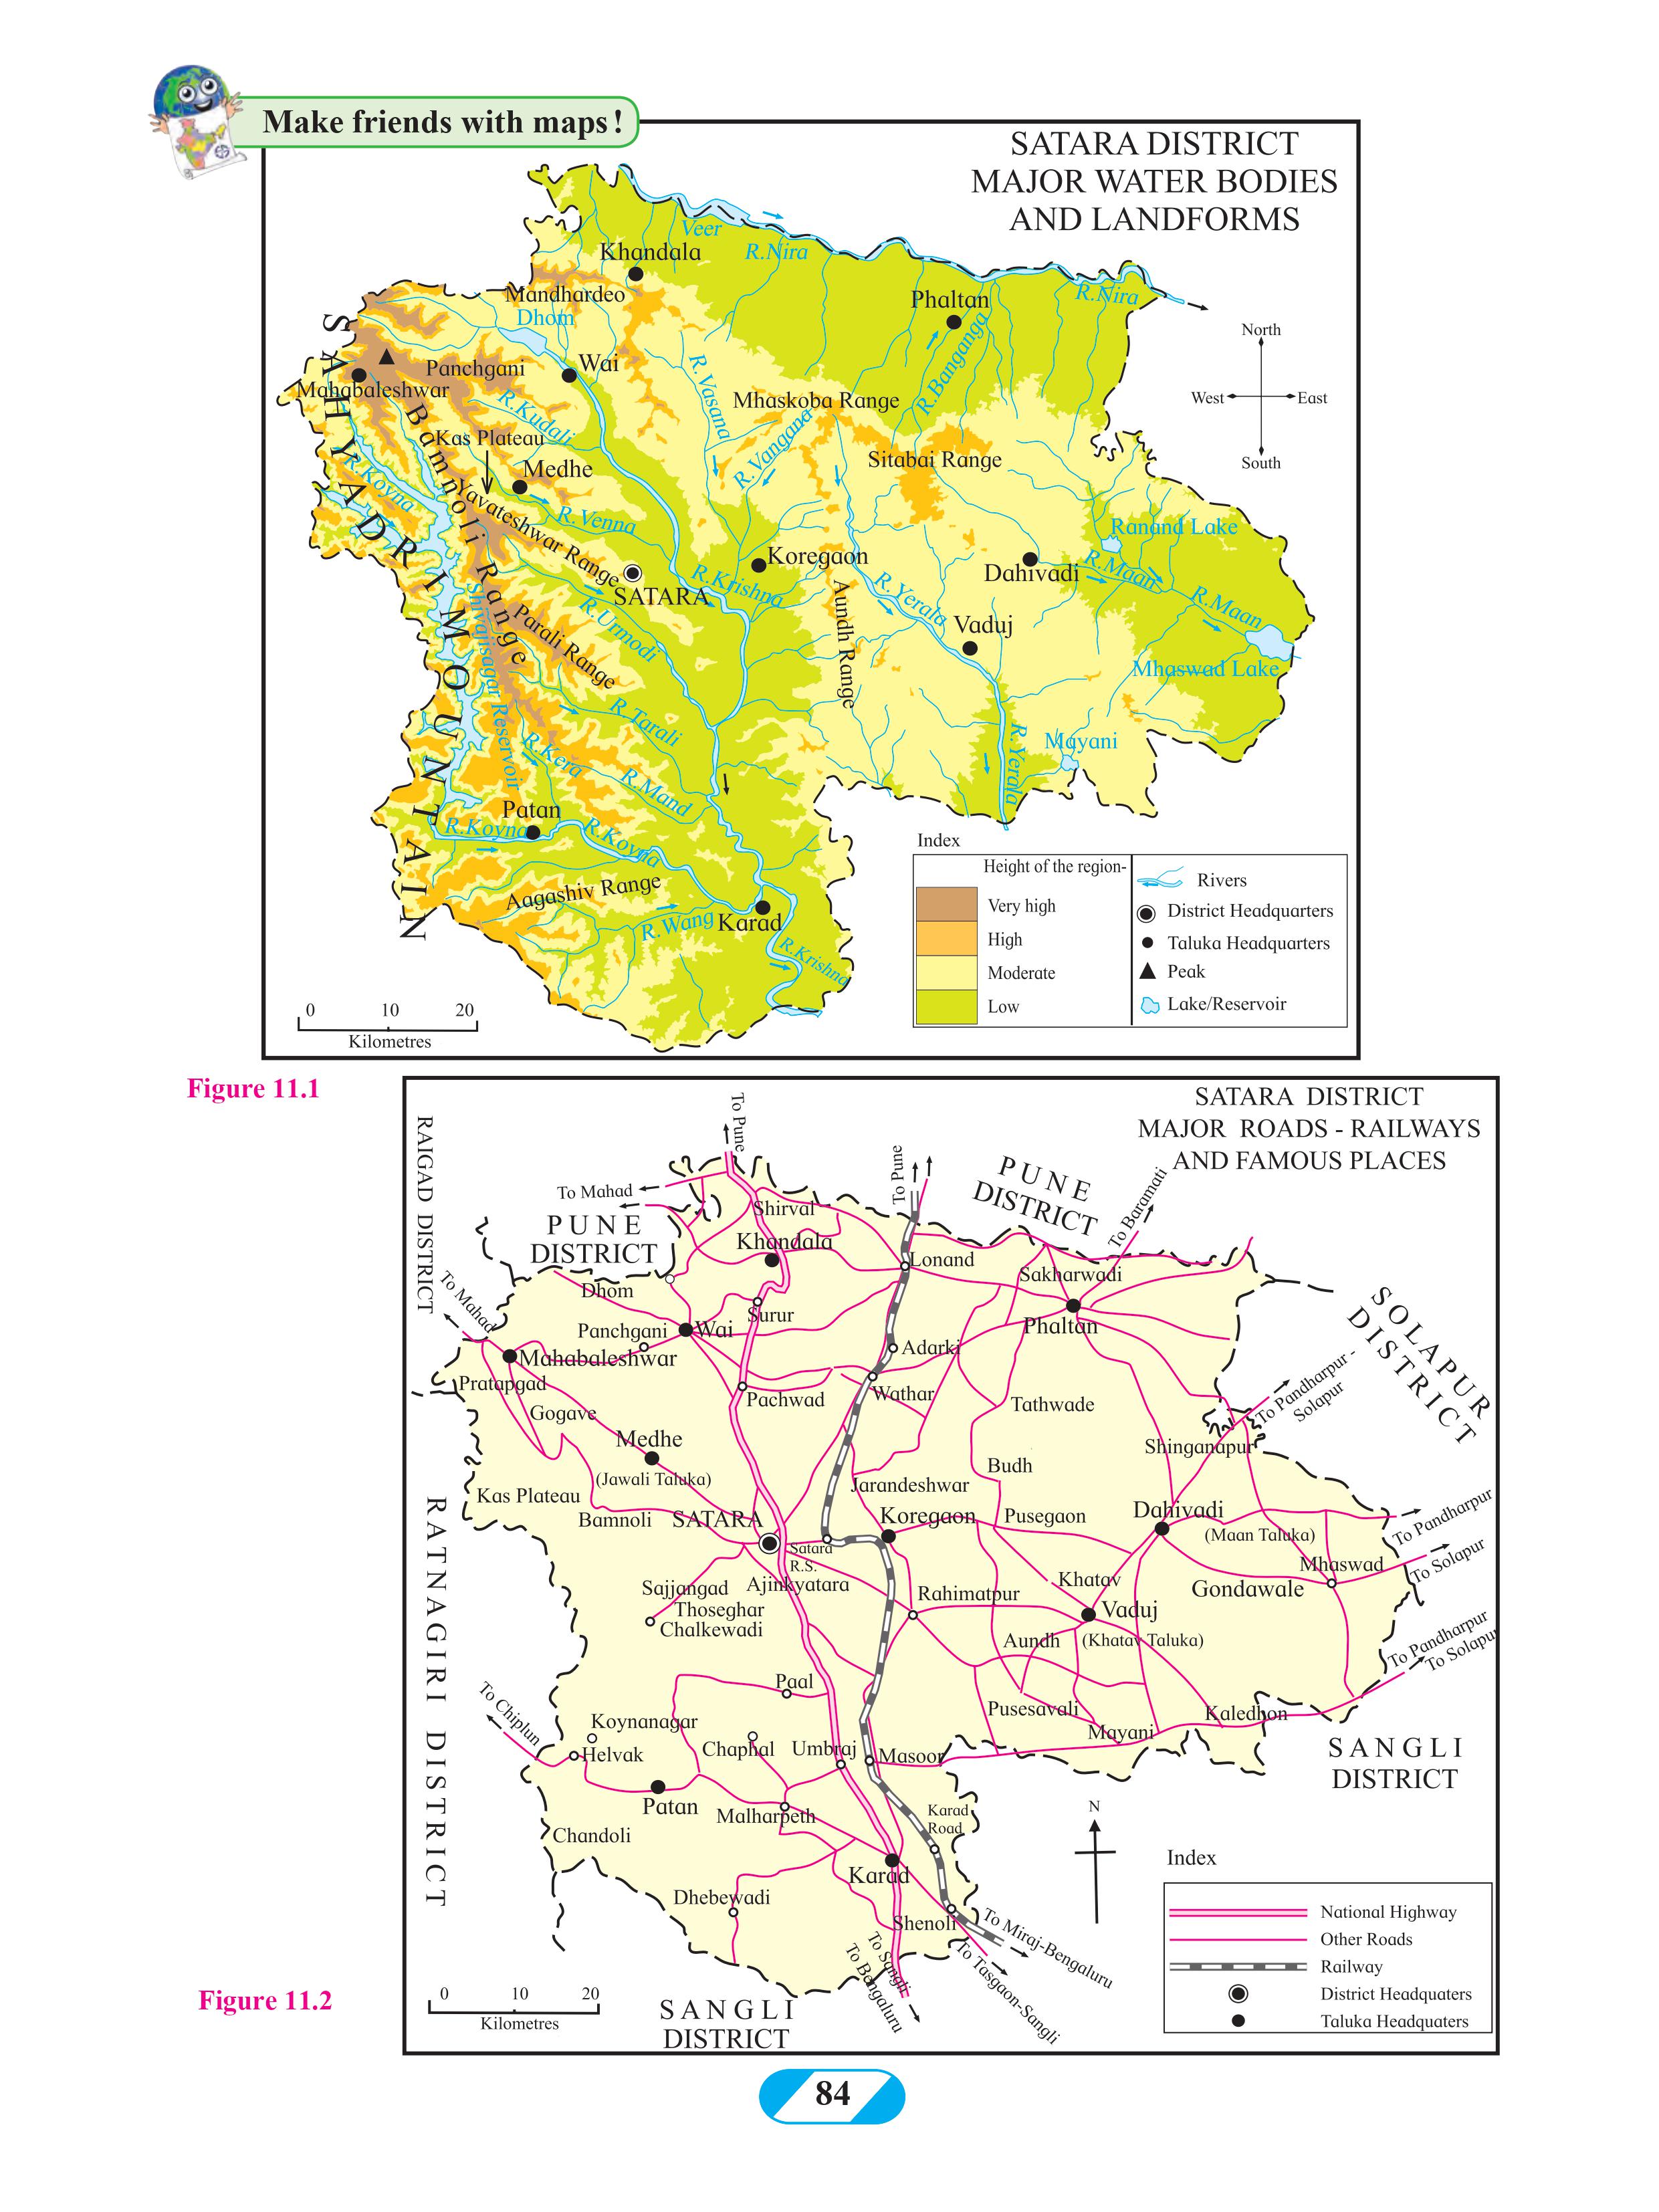 Make friends with maps!
SATARA DISTRICT
MAJOR WATER BODIES
AND LANDFORMS
Veer
R.Nira
Khandala
Mandhardeo
Dhom
Phaltan
R.Nira
R.Banganga
North
West
East
South
SAHYADRI MOUNTAIN
Panchgani
Wai
Mahabaleshwar
R.Vasana
Mhaskoba Range
R.Kudali
Bamnoli Range
Kas Plateau
R.Vangana
Sitabai Range
R.Koyna
Medhe
Yavateshwar Range
R.Venna
Ranand Lake
Koregaon
Dahivadi
R.Maan
R.Maan
R.Krishna
SATARA
R.Yerala
Aundh Range
R.Urmodi
Parali Range
Shivajisagar Reservoir
Vaduj
Mhaswad Lake
R.Tarali
R.Kera
R.Mand
R.Yerala
Mayani
Patan
R.Koyna
R.Koyna
Aagashiv Range
R.Wang
Karad
R.Krishna
Index
Height of the region-
Very high
High
Moderate
Low
Rivers
District Headquarters
Taluka Headquarters
Peak
Lake/Reservoir
0 10 20
Kilometres
Figure 11.1
SATARA DISTRICT
MAJOR ROADS - RAILWAYS
AND FAMOUS PLACES
RAIGAD DISTRICT
To Pune
To Pune
To Mahad
PUNE
DISTRICT
PUNE
DISTRICT
To Baramati
Shirval
Khandala
Lonand
Sakharwadi
To Mahad
Dhom
Surur
Panchgani
Wai
Phaltan
SOLAPUR
DISTRICT
Mahabaleshwar
Adarki
Pratapgad
Pachwad
Wathar
To Pandharpur -
Solapur
Gogave
Tathwade
Medhe
(Jawali Taluka)
Shinganapur
Budh
Kas Plateau
Jarandeshwar
Bamnoli
SATARA
Koregaon
Pusegaon
Dahivadi
(Maan Taluka)
To Pandharpur
Satara
R.S.
Mhaswad
To Solapur
RATNAGIRI DISTRICT
Sajjangad
Ajinkyatara
Rahimatpur
Khatav
Gondawale
Thoseghar
Chalkewadi
Vaduj
(Khatav Taluka)
Aundh
To Pandharpur
To Solapur
Paal
Pusesavali
Kaledhon
Mayani
To Chiplun
Koynanagar
Helvak
Chaphal
Umbraj
Masoor
SANGLI
DISTRICT
Patan
Malharpeth
Karad
Road
N
Chandoli
Karad
Index
Dhebewadi
Shenoli
To Miraj-Bengaluru
To Tasgaon-Sangli
To Sangli
To Bengaluru
National Highway
Other Roads
Railway
District Headquaters
Taluka Headquaters
0 10 20
Kilometres
SANGLI
DISTRICT
Figure 11.2
84